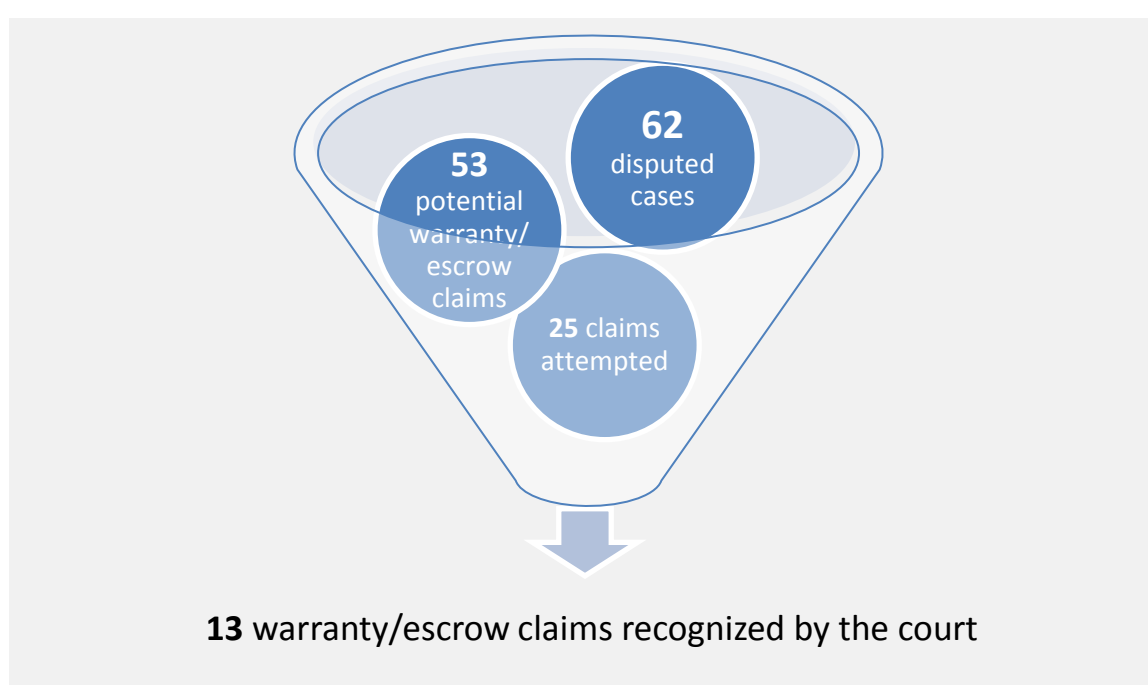 62
disputed
cases
53
potential
warranty/
escrow
claims
25 claims
attempted
13 warranty/escrow claims recognized by the court